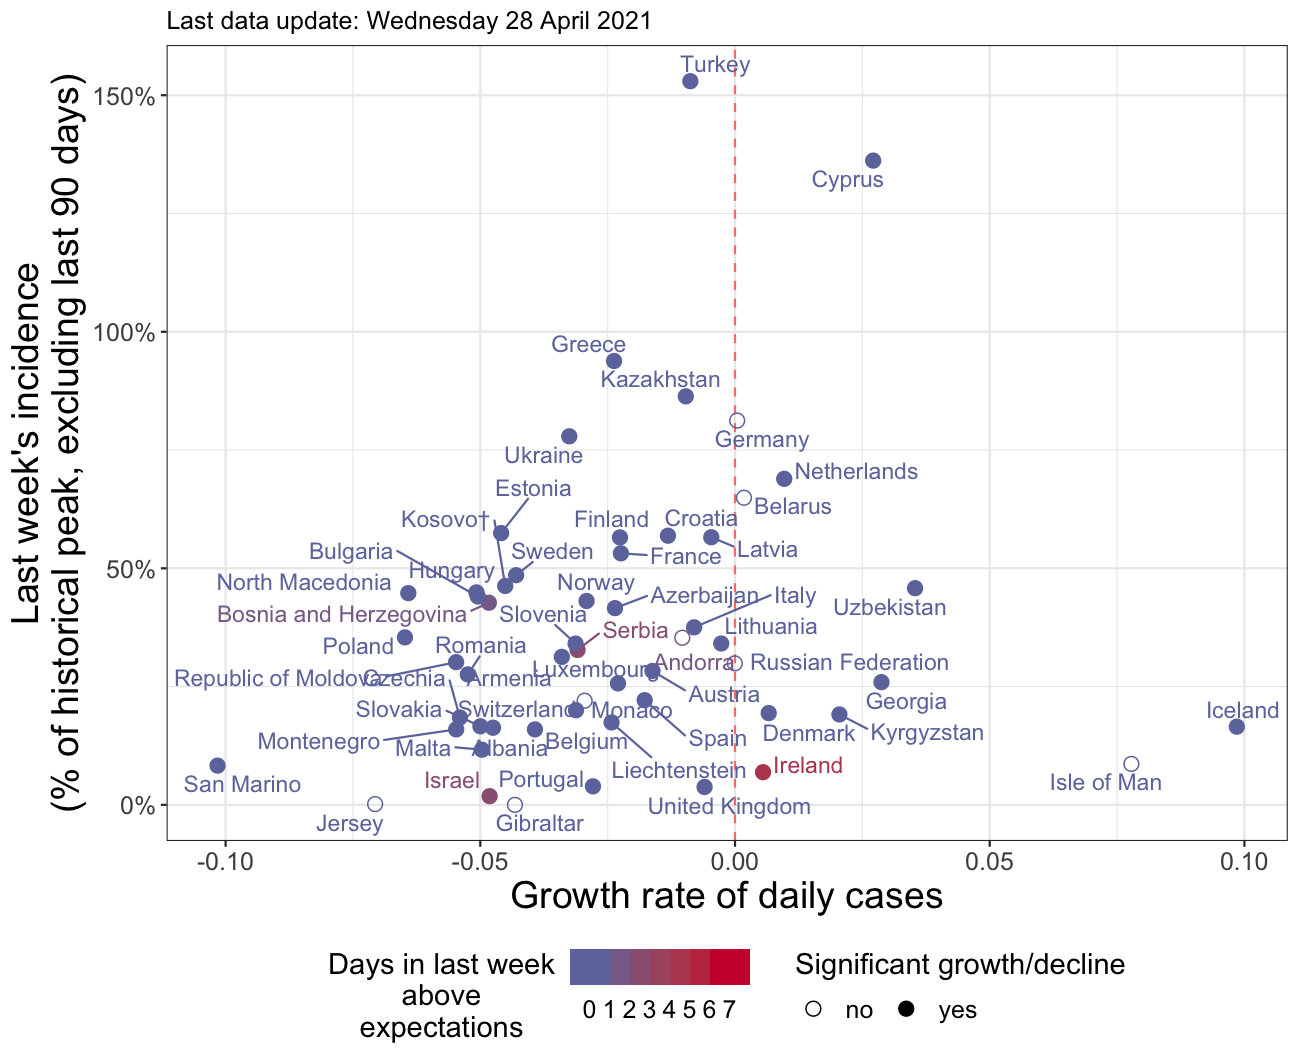 Last data update: Wednesday 28 April 2021
Last week's incidence
(% of historical peak, excluding last 90 days)
150%
100%
50%
0%
Turkey
Cyprus
Greece
Kazakhstan
Germany
Ukraine
Netherlands
Estonia
Belarus
Kosovo†
Finland
Croatia
Bulgaria
Sweden
France
Latvia
Hungary
North Macedonia
Norway
Azerbaijan
Italy
Uzbekistan
Bosnia and Herzegovina
Slovenia
Serbia
Lithuania
Poland
Romania
Luxembourg
Andorra
Russian Federation
Republic of Moldova
Czechia
Armenia
Austria
Georgia
Slovakia
Switzerland
Monaco
Iceland
Montenegro
Malta
Albania
Belgium
Spain
Denmark
Kyrgyzstan
San Marino
Israel
Portugal
Liechtenstein
Ireland
Isle of Man
United Kingdom
Jersey
Gibraltar
-0.10
-0.05
0.00
0.05
0.10
Growth rate of daily cases
Days in last week
above
expectations
0 1 2 3 4 5 6 7
Significant growth/decline
no
yes